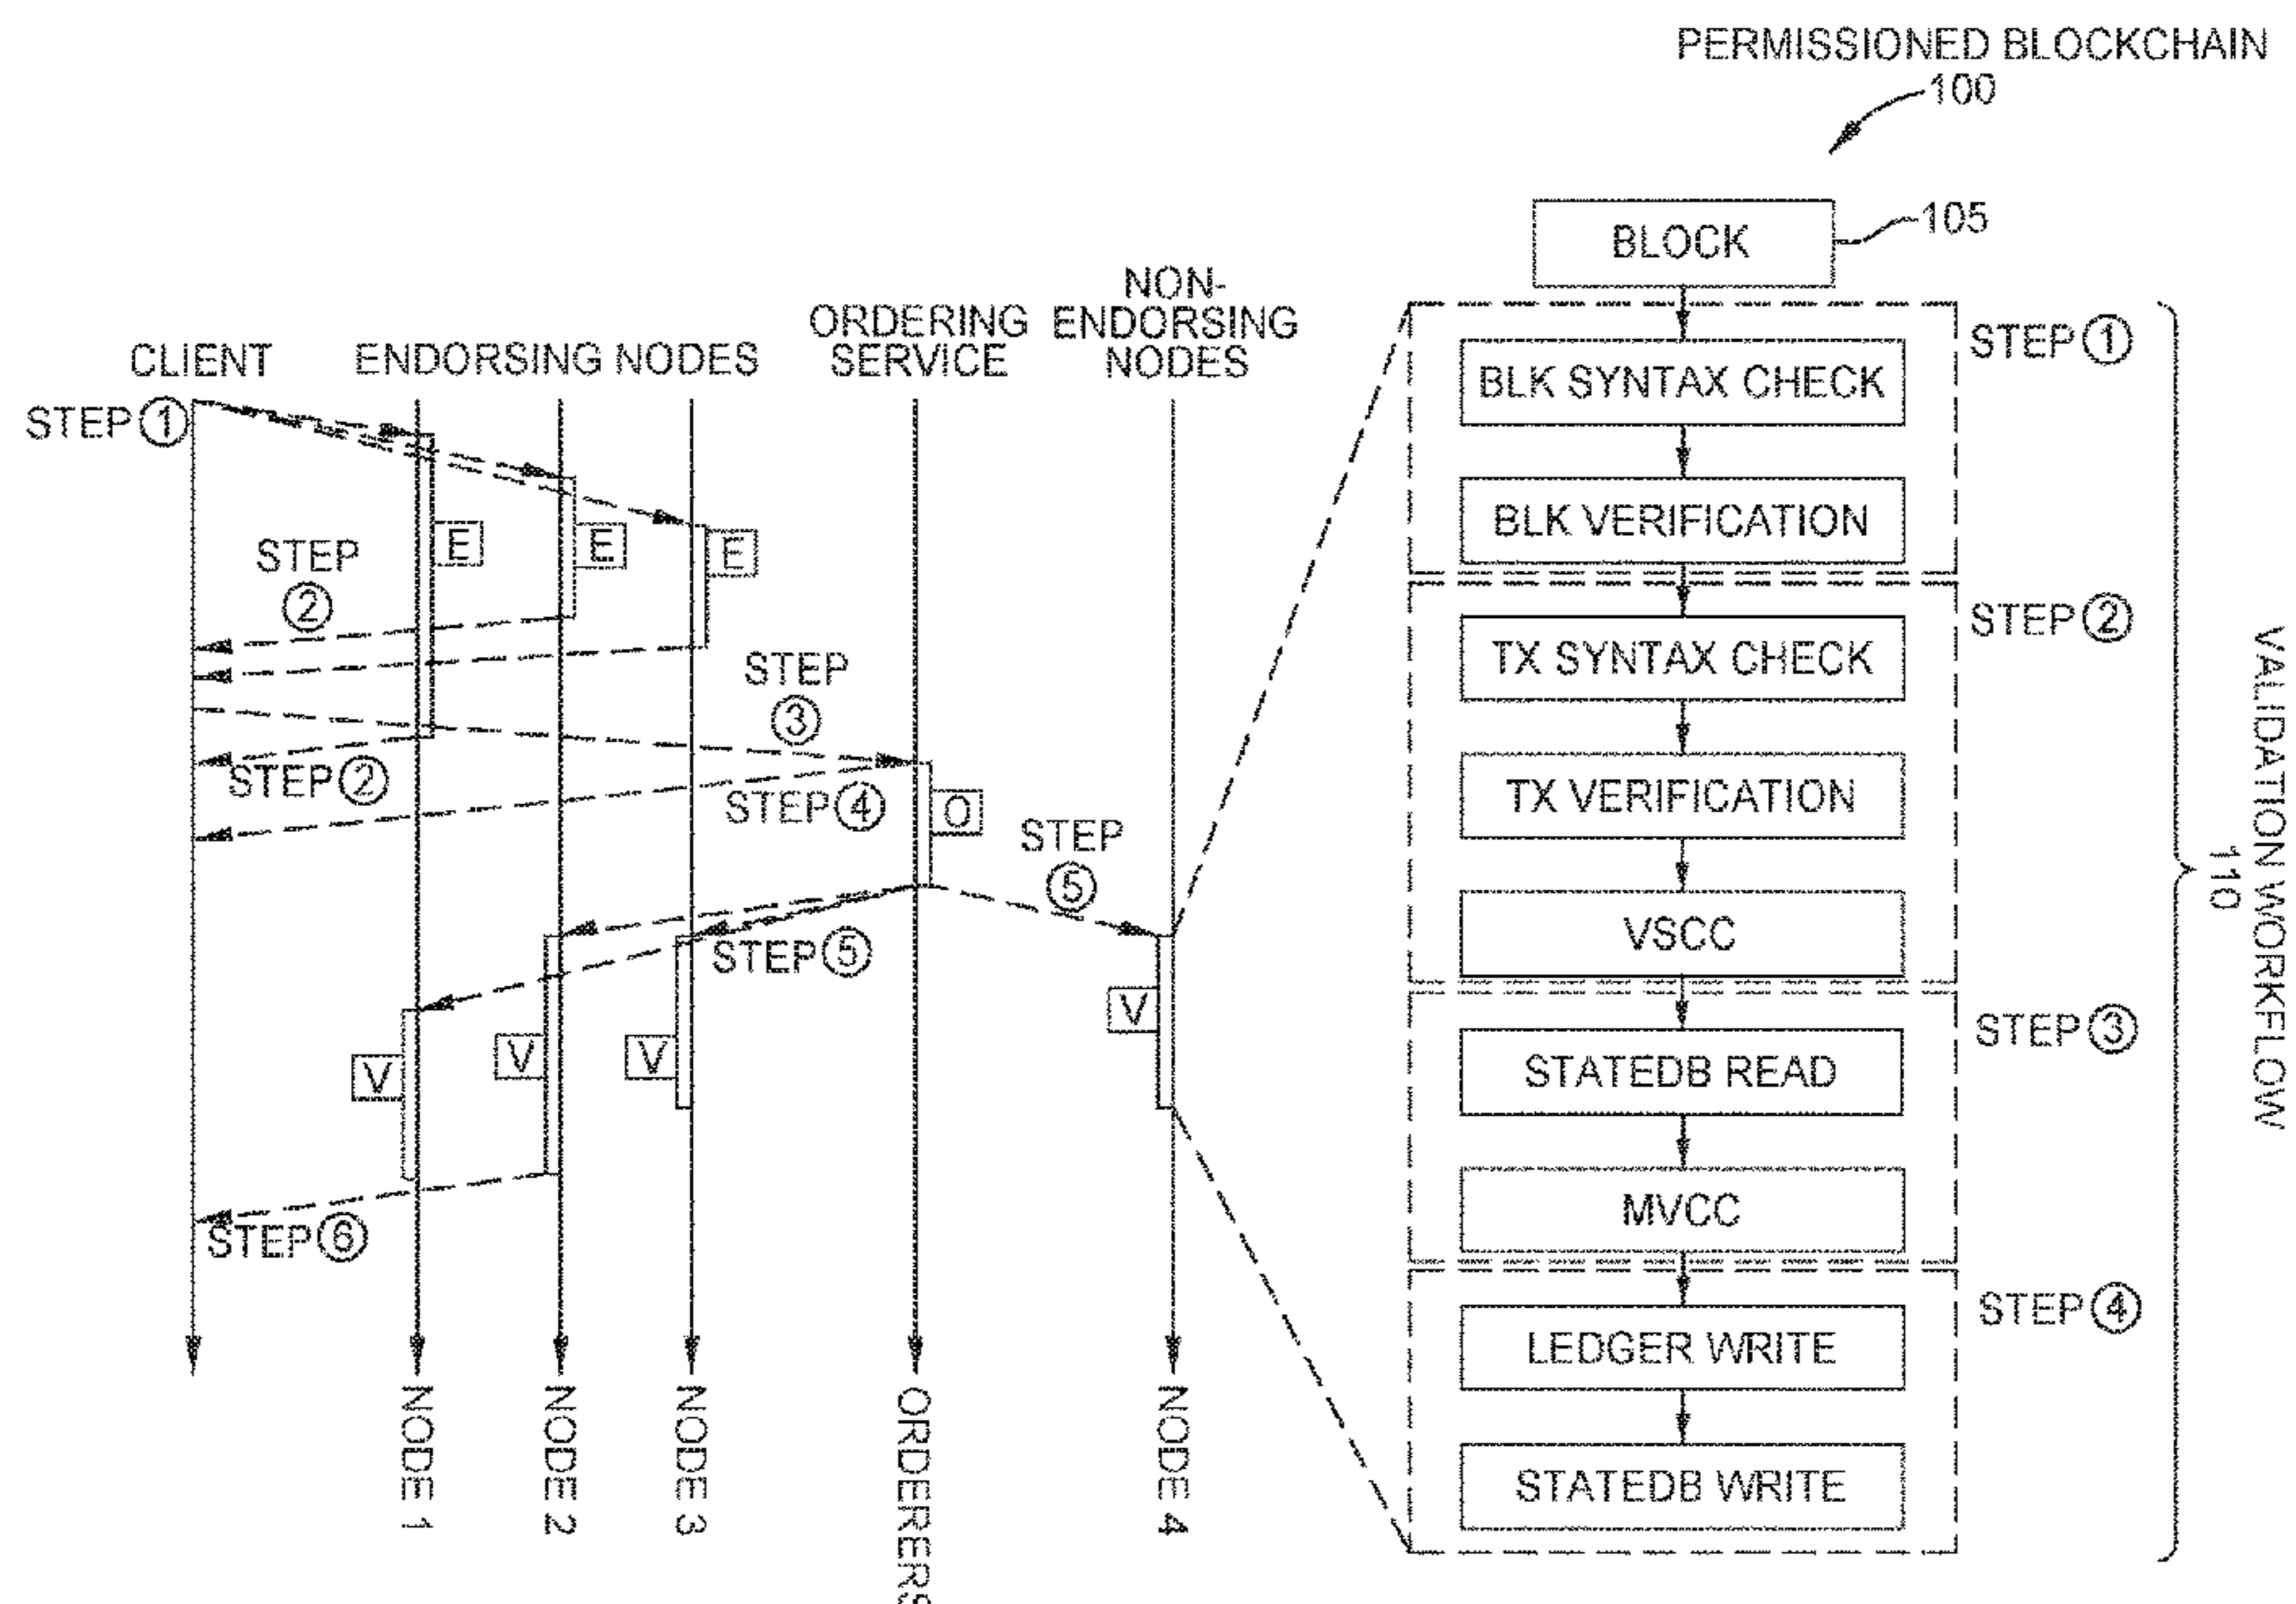 PERMISSIONED BLOCKCHAIN
100
BLOCK
105
CLIENT
ENDORSING NODES
ORDERING
SERVICE
NON-
ENDORSING
NODES
STEP 1
E
E
E
STEP
2
STEP
3
STEP 2
STEP 4
O
STEP
5
STEP 5
V
V
V
V
STEP 6
NODE 1
NODE 2
NODE 3
ORDERERS
NODE 4
STEP 1
BLK SYNTAX CHECK
BLK VERIFICATION
STEP 2
TX SYNTAX CHECK
TX VERIFICATION
VSCC
STEP 3
STATEDB READ
MVCC
STEP 4
LEDGER WRITE
STATEDB WRITE
VALIDATION WORKFLOW
110